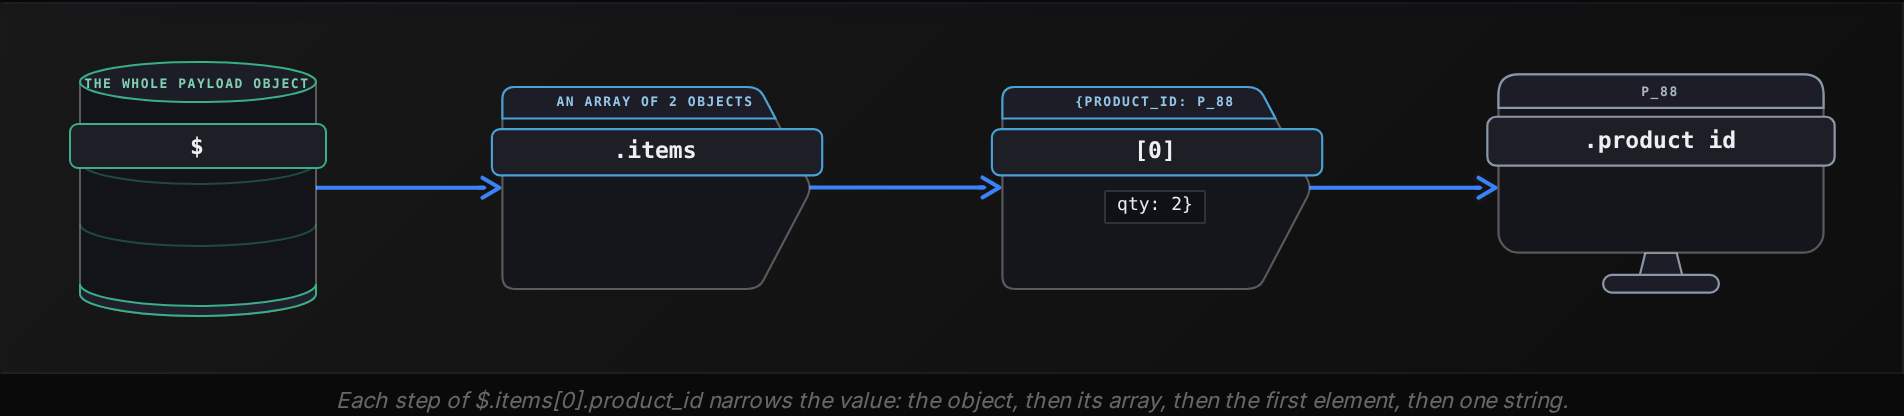 THE WHOLE PAYLOAD OBJECT
$
AN ARRAY OF 2 OBJECTS
.items
{PRODUCT_ID: P_88
[0]
qty: 2}
P_88
.product id
Each step of $.items[0].product_id narrows the value: the object, then its array, then the first element, then one string.